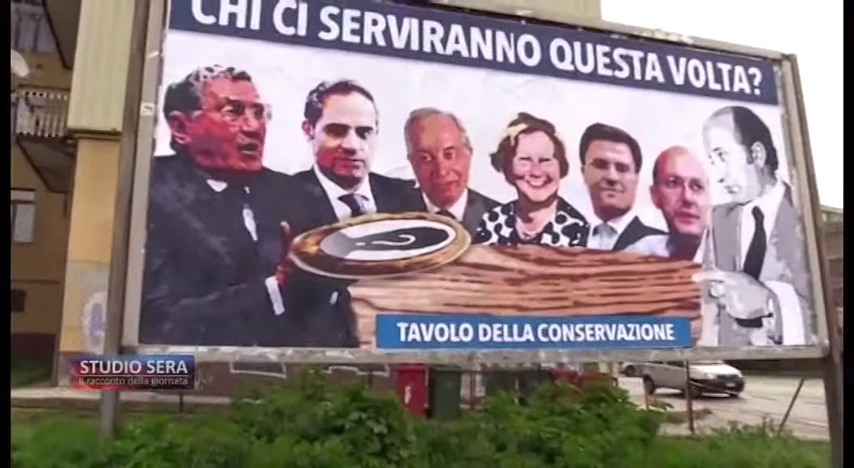 CHI CI SERVIRANNO QUESTA VOLTA?
TAVOLO DELLA CONSERVAZIONE
STUDIO SERA
Il racconto della giornata